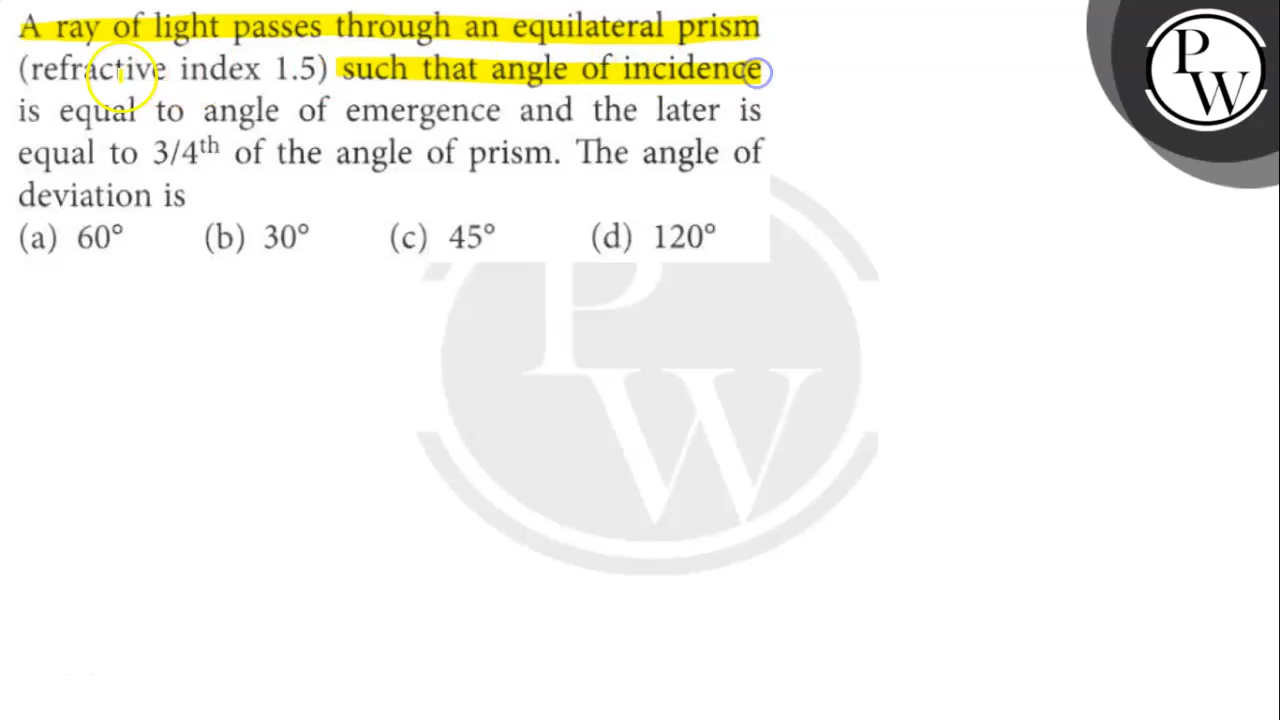 A ray of light passes through an equilateral prism
(refractive index 1.5) such that angle of incidence
is equal to angle of emergence and the later is
equal to 3/4th of the angle of prism. The angle of
deviation is
(a) 60° (b) 30° (c) 45° (d) 120°
PW
PW